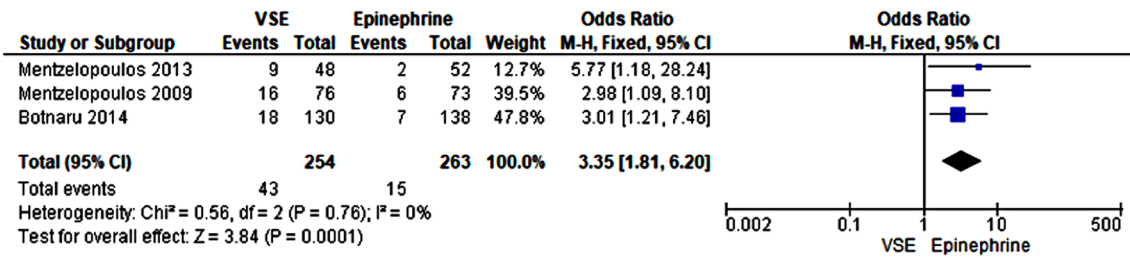 VSE Epinephrine Odds Ratio Odds Ratio
Study or Subgroup Events Total Events Total Weight M-H, Fixed, 95% CI M-H, Fixed, 95% CI
Mentzelopoulos 2013 9 48 2 52 12.7% 5.77 [1.18, 28.24]
Mentzelopoulos 2009 16 76 6 73 39.5% 2.98 [1.09, 8.10]
Botnaru 2014 18 130 7 138 47.8% 3.01 [1.21, 7.46]
Total (95% CI) 254 263 100.0% 3.35 [1.81, 6.20]
Total events 43 15
Heterogeneity: Chi² = 0.56, df = 2 (P = 0.76); I² = 0%
Test for overall effect: Z = 3.84 (P = 0.0001)
0.002 0.1 1 10 500
VSE Epinephrine